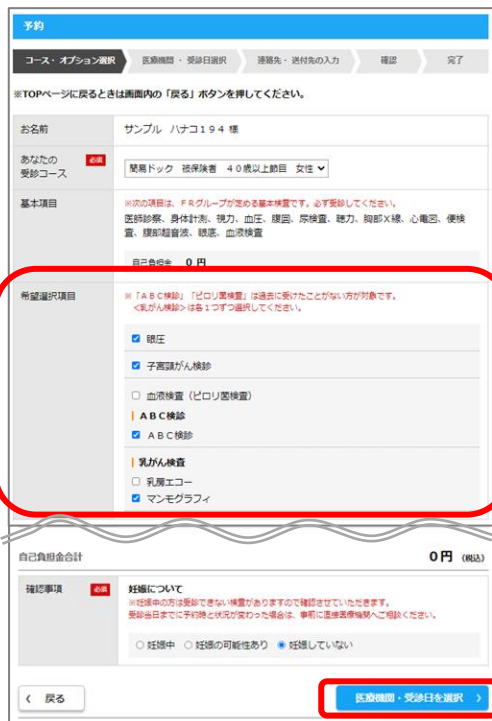 予約
コース・オプション選択
医療機関・受診日選択
連絡先・送付先の入力
確認
完了
※TOPページに戻るときは画面内の「戻る」ボタンを押してください。
お名前
サンプル ハナコ194 様
あなたの
受診コース
必須
簡易ドック 被保険者 40歳以上節目 女性
基本項目
※次の項目は、FRグループが定める基本検査です。必ず受診してください。
医師診察、身体計測、視力、血圧、腹囲、尿検査、聴力、胸部X線、心電図、便検
査、腹部超音波、眼底、血液検査
自己負担金 0 円
希望選択項目
※「ABC検診」「ピロリ菌検査」は過去に受けたことがない方が対象です。
<乳がん検診>は各1つずつ選択してください。
眼圧
子宮頸がん検診
血液検査(ピロリ菌検査)
ABC検診
ABC検診
乳がん検査
乳房エコー
マンモグラフィ
自己負担金合計
0 円 (税込)
確認事項
必須
妊娠について
※妊娠中の方は受診できない検査がありますので確認させていただきます。
受診当日までに予約時と状況が変わった場合は、事前に直接医療機関へご相談ください。
妊娠中
妊娠の可能性あり
妊娠していない
戻る
医療機関・受診日を選択